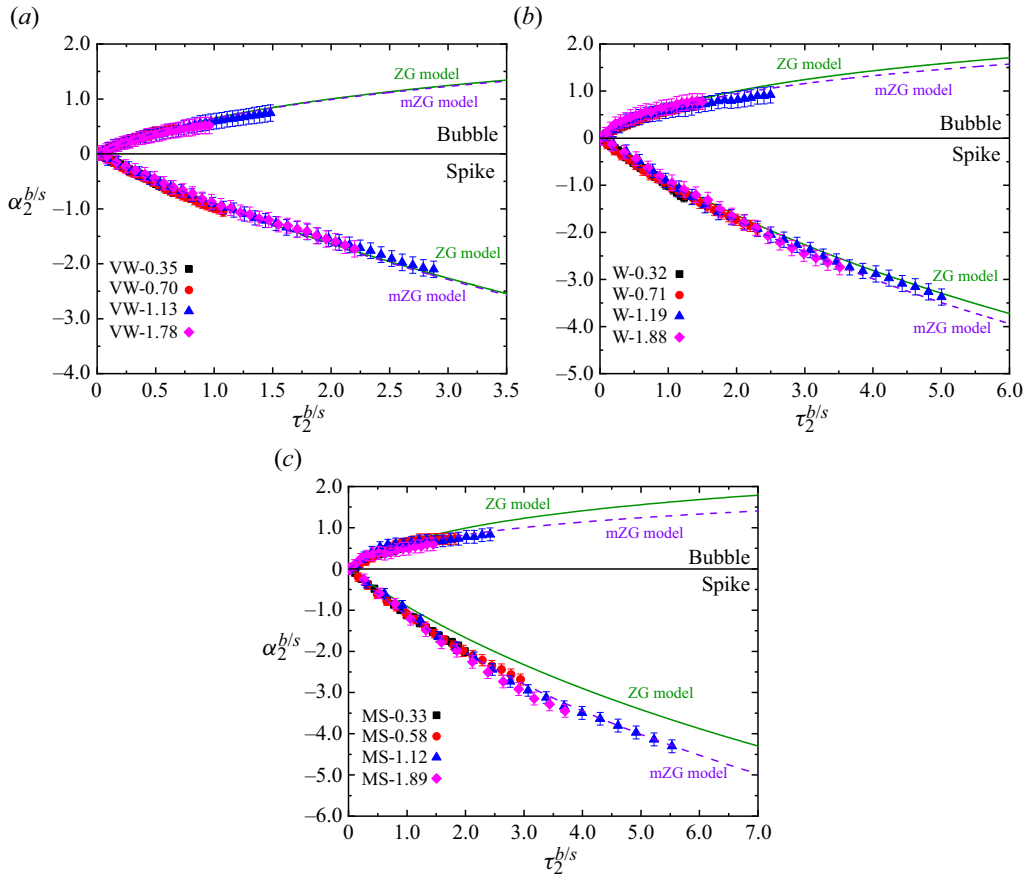 (a)
2.0
1.0
0
−1.0
−2.0
−3.0
−4.0
α₂^{b/s}
ZG model
mZG model
Bubble
Spike
ZG model
mZG model
VW-0.35
VW-0.70
VW-1.13
VW-1.78
0 0.5 1.0 1.5 2.0 2.5 3.0 3.5
τ₂^{b/s}
(b)
2.0
1.0
0
−1.0
−2.0
−3.0
−4.0
−5.0
ZG model
mZG model
Bubble
Spike
ZG model
mZG model
W-0.32
W-0.71
W-1.19
W-1.88
0 1.0 2.0 3.0 4.0 5.0 6.0
τ₂^{b/s}
(c)
2.0
1.0
0
−1.0
−2.0
−3.0
−4.0
−5.0
−6.0
α₂^{b/s}
ZG model
mZG model
Bubble
Spike
ZG model
mZG model
MS-0.33
MS-0.58
MS-1.12
MS-1.89
0 1.0 2.0 3.0 4.0 5.0 6.0 7.0
τ₂^{b/s}